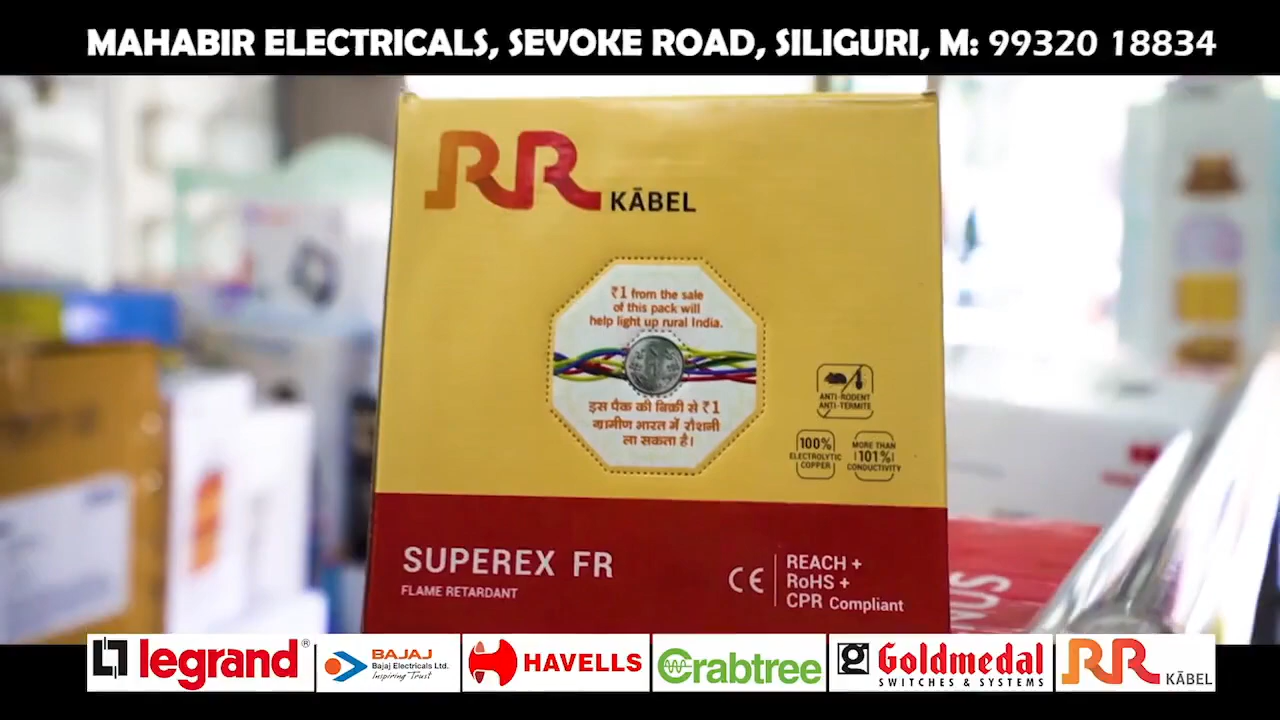 MAHABIR ELECTRICALS, SEVOKE ROAD, SILIGURI, M: 99320 18834
RR KĀBEL
₹1 from the sale
of this pack will
help light up rural India.
इस पैक की बिक्री से ₹1
ग्रामीण भारत में रौशनी
ला सकता है।
ANTI-RODENT
ANTI-TERMITE
100%
ELECTROLYTIC
COPPER
MORE THAN
101%
CONDUCTIVITY
SUPEREX FR
FLAME RETARDANT
CE
REACH +
RoHS +
CPR Compliant
legrand®
BAJAJ
Bajaj Electricals Ltd.
Inspiring Trust
HAVELLS
Crabtree
g Goldmedal
SWITCHES & SYSTEMS
RR KĀBEL